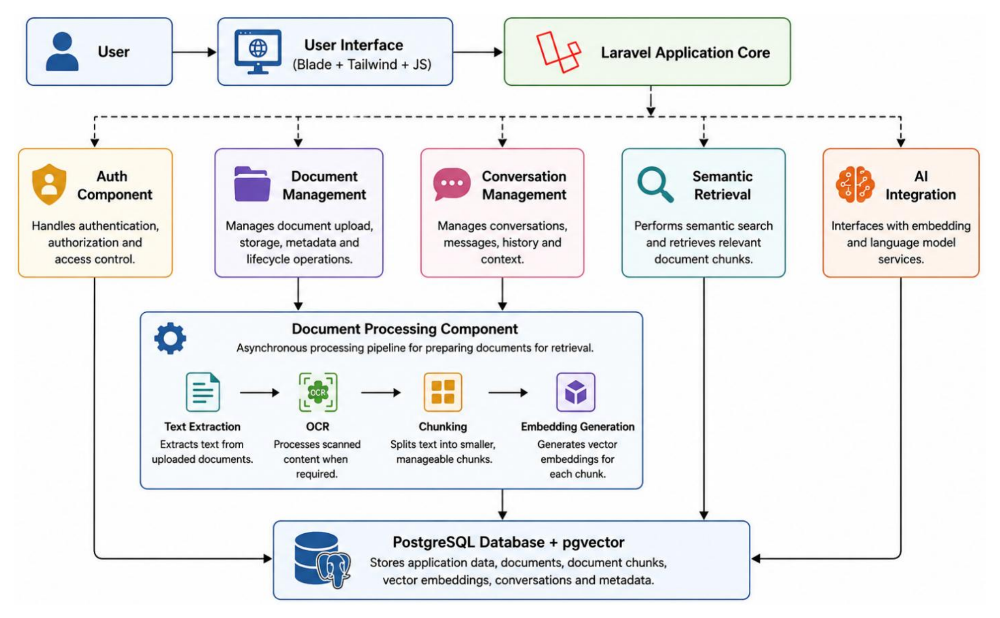 User
User Interface
(Blade + Tailwind + JS)
Laravel Application Core
Auth
Component
Handles authentication,
authorization and
access control.
Document
Management
Manages document upload,
storage, metadata and
lifecycle operations.
Conversation
Management
Manages conversations,
messages, history and
context.
Semantic
Retrieval
Performs semantic search
and retrieves relevant
document chunks.
AI
Integration
Interfaces with embedding
and language model
services.
Document Processing Component
Asynchronous processing pipeline for preparing documents for retrieval.
OCR
Text Extraction
Extracts text from
uploaded documents.
OCR
Processes scanned
content when
required.
Chunking
Splits text into smaller,
manageable chunks.
Embedding Generation
Generates vector
embeddings for
each chunk.
PostgreSQL Database + pgvector
Stores application data, documents, document chunks,
vector embeddings, conversations and metadata.